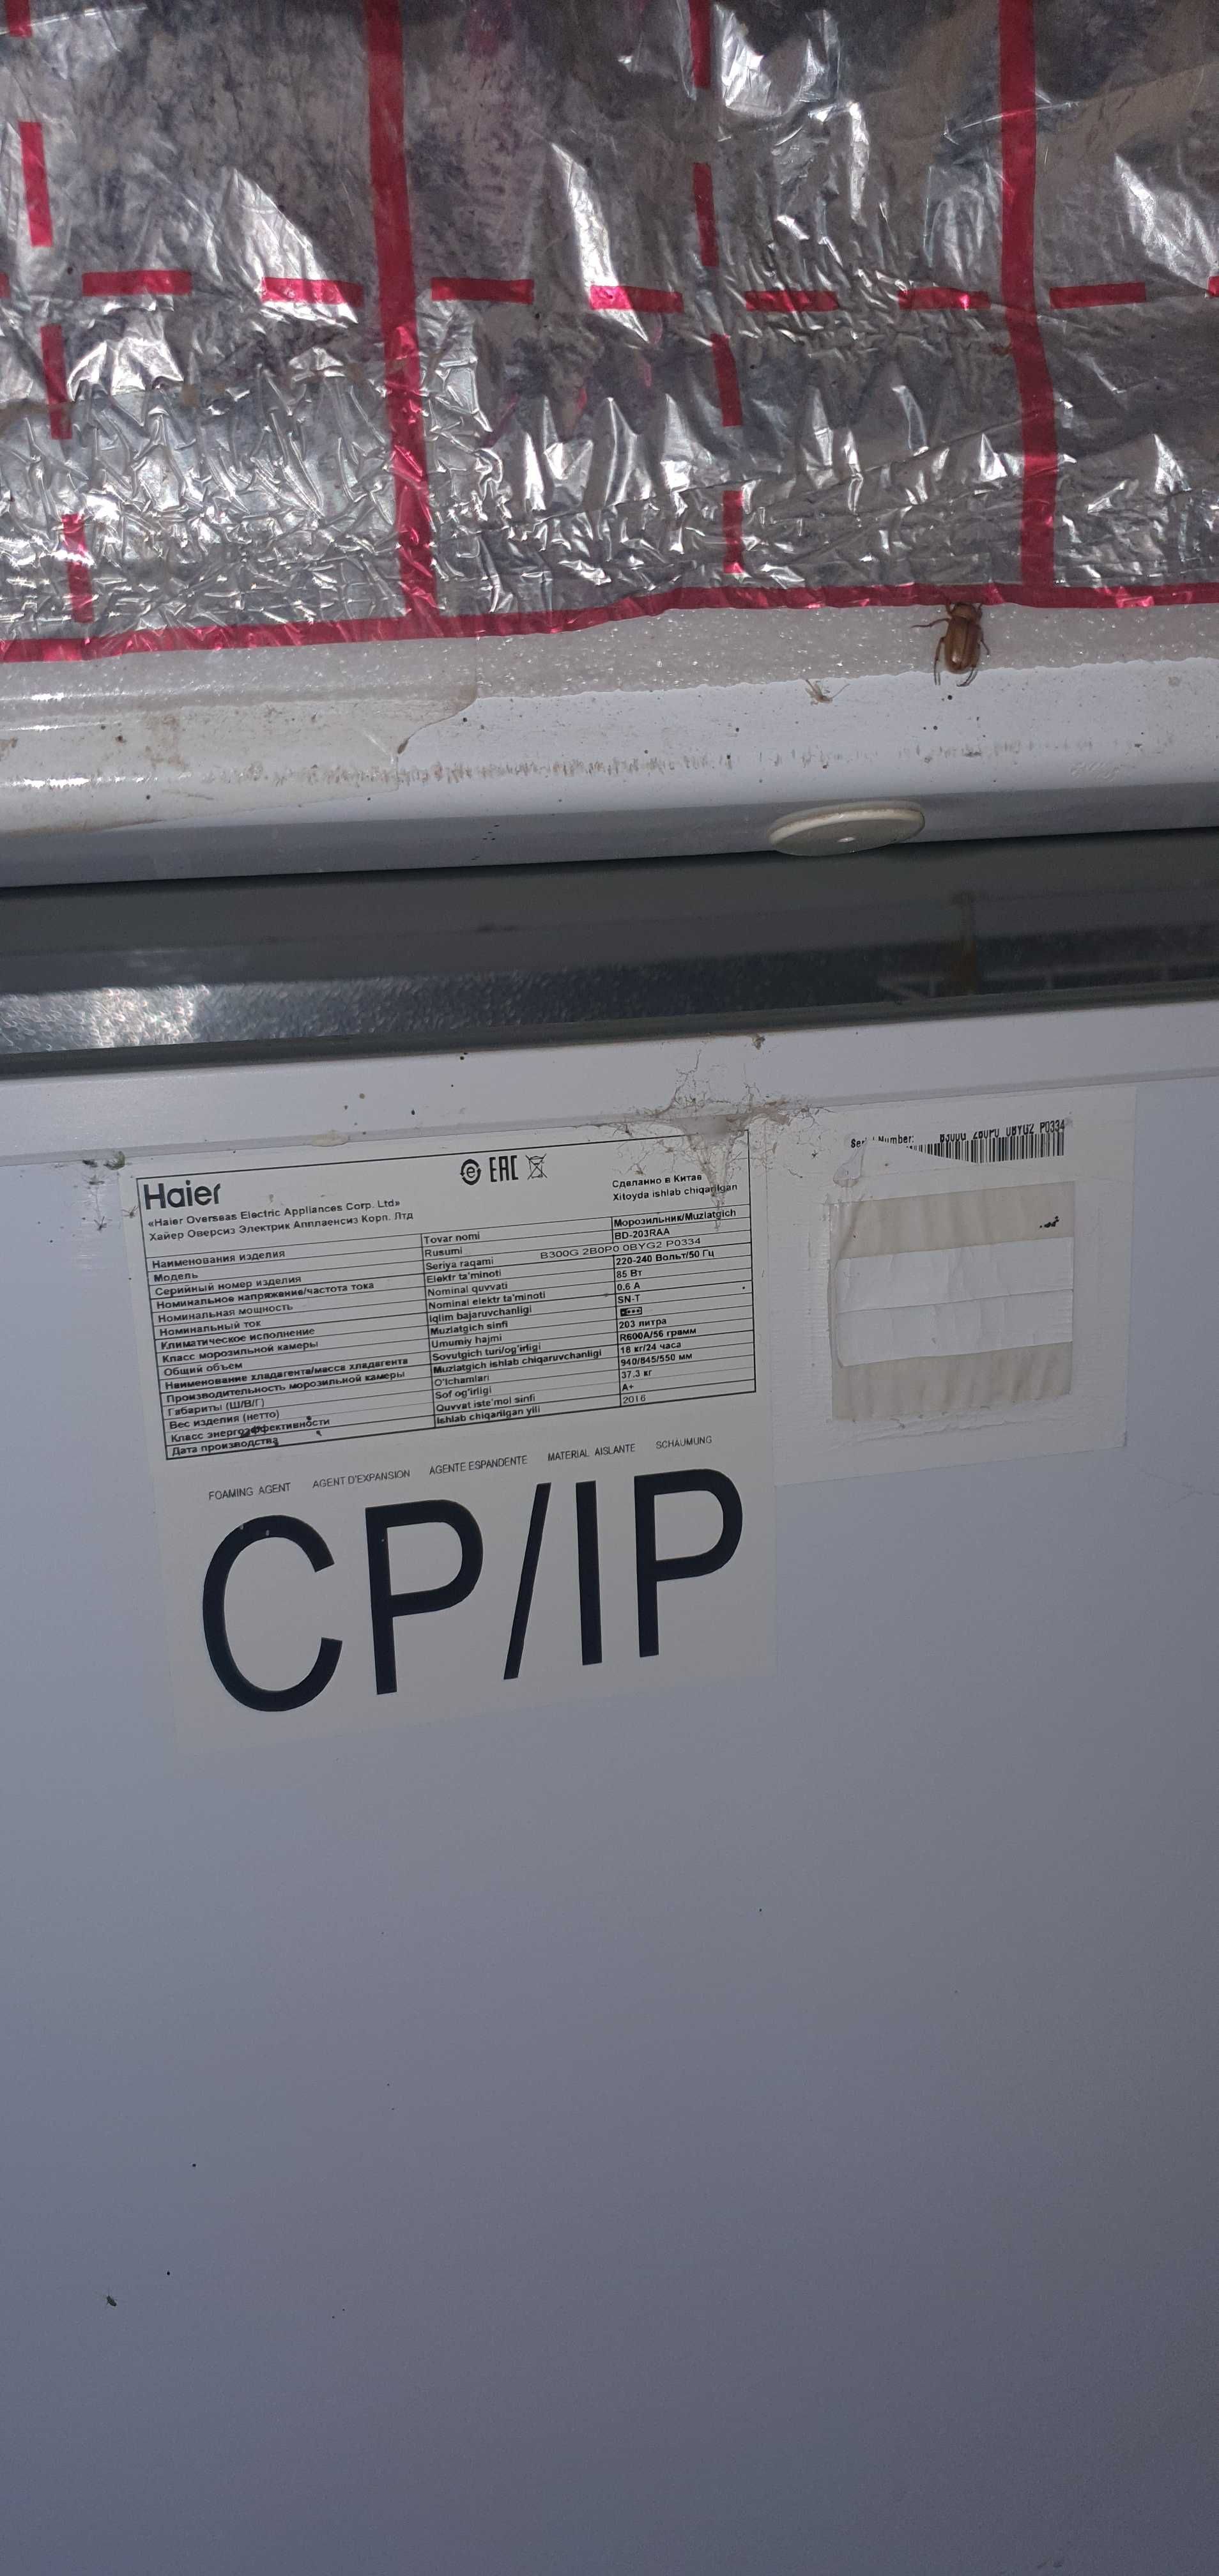 Haier
EAC
«Haier Overseas Electric Appliances Corp. Ltd»
Хайер Оверсиз Электрик Апплаенсиз Корп. Лтд
Сделанно в Китае
Xitoyda ishlab chiqarilgan
Наименования изделия Tovar nomi Морозильник/Muzlatgich
Модель Rusumi BD-203RAA
Серийный номер изделия Seriya raqami B300G 2B0P0 0BYG2 P0334
Номинальное напряжение/частота тока Elektr ta'minoti 220-240 Вольт/50 Гц
Номинальная мощность Nominal quvvati 85 Вт
Номинальный ток Nominal elektr ta'minoti 0.6 А
Климатическое исполнение Iqlim bajaruvchanligi SN-T
Класс морозильной камеры Muzlatgich sinfi
Общий объем Umumiy hajmi 203 литра
Наименование хладагента/масса хладагента Sovutgich turi/og'irligi R600A/56 грамм
Производительность морозильной камеры Muzlatgich ishlab chiqaruvchanligi 18 кг/24 часа
Габариты (Ш/В/Г) O'lchamlari 940/845/550 мм
Вес изделия (нетто) Sof og'irligi 37.3 кг
Класс энергоэффективности Quvvat iste'mol sinfi A+
Дата производства Ishlab chiqarilgan yili 2016
FOAMING AGENT AGENT D'EXPANSION AGENTE ESPANDENTE MATERIAL AISLANTE SCHAUMUNG
CP/IP
Number: B300G 2B0P0 0BYG2 P0334